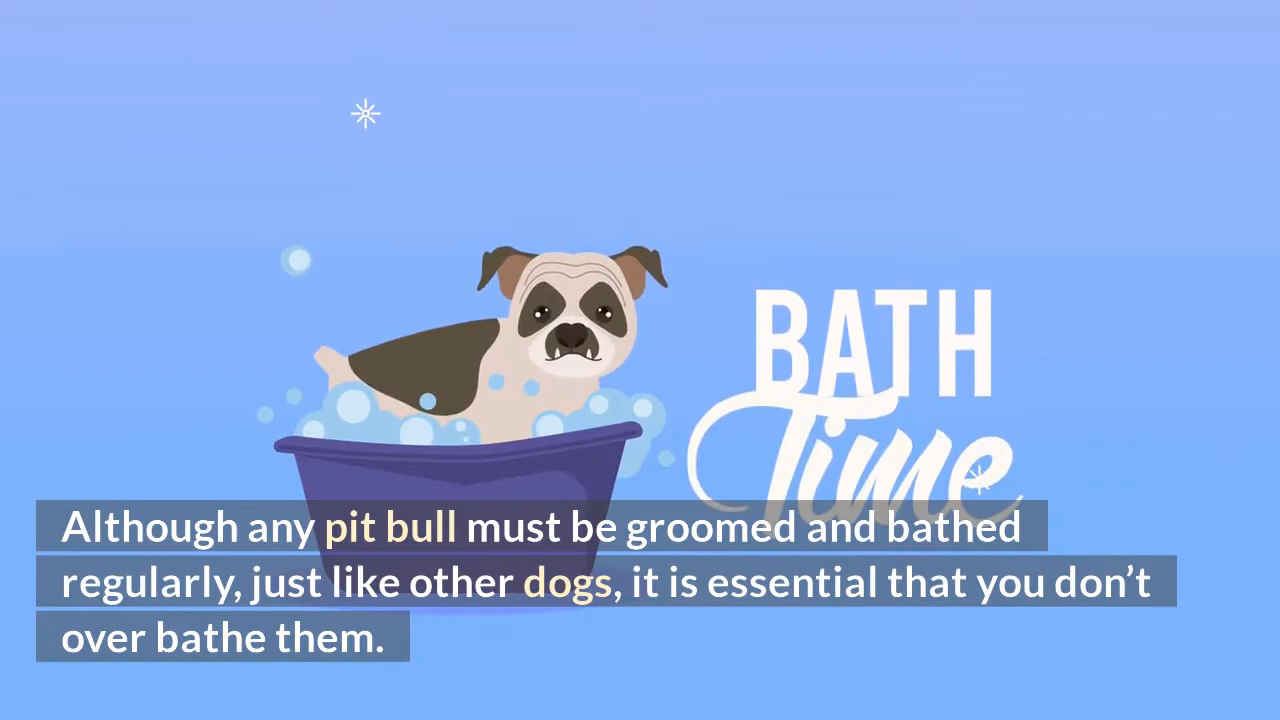 BATH
Time
Although any pit bull must be groomed and bathed
regularly, just like other dogs, it is essential that you don’t
over bathe them.